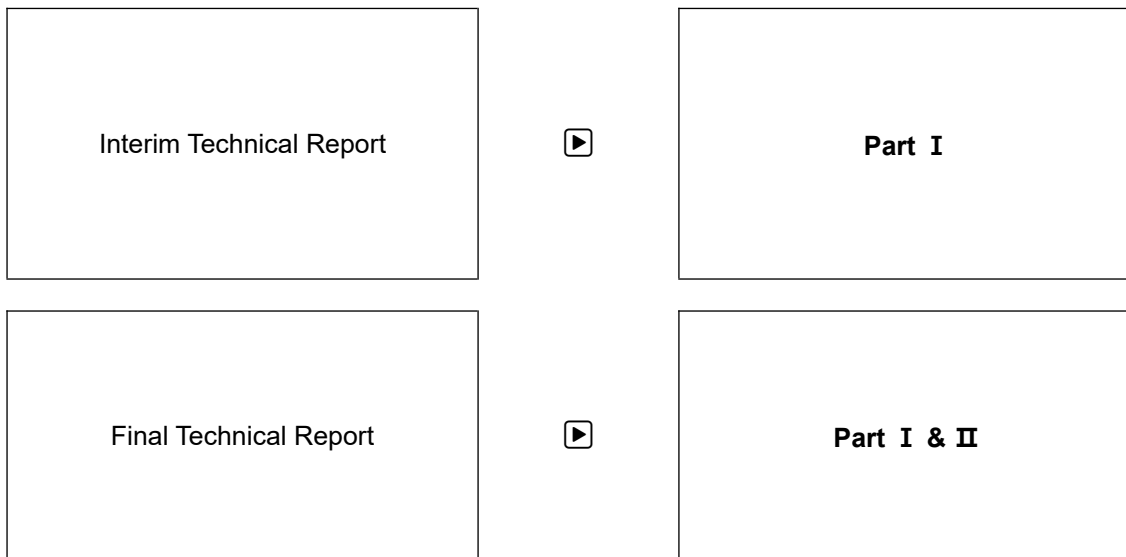 Interim Technical Report ▶ Part Ⅰ
Final Technical Report ▶ Part Ⅰ & Ⅱ